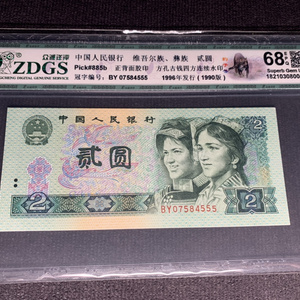 众诚评级
ZDGS
中国人民银行 维吾尔族、彝族 贰圆
Pick#885b 正背面胶印 方孔古钱四方连续水印
冠字编号: BY 07584555 1996年发行 (1990版)
68
Superb Gem
中国人民银行
贰圆
2
2
BY07584555